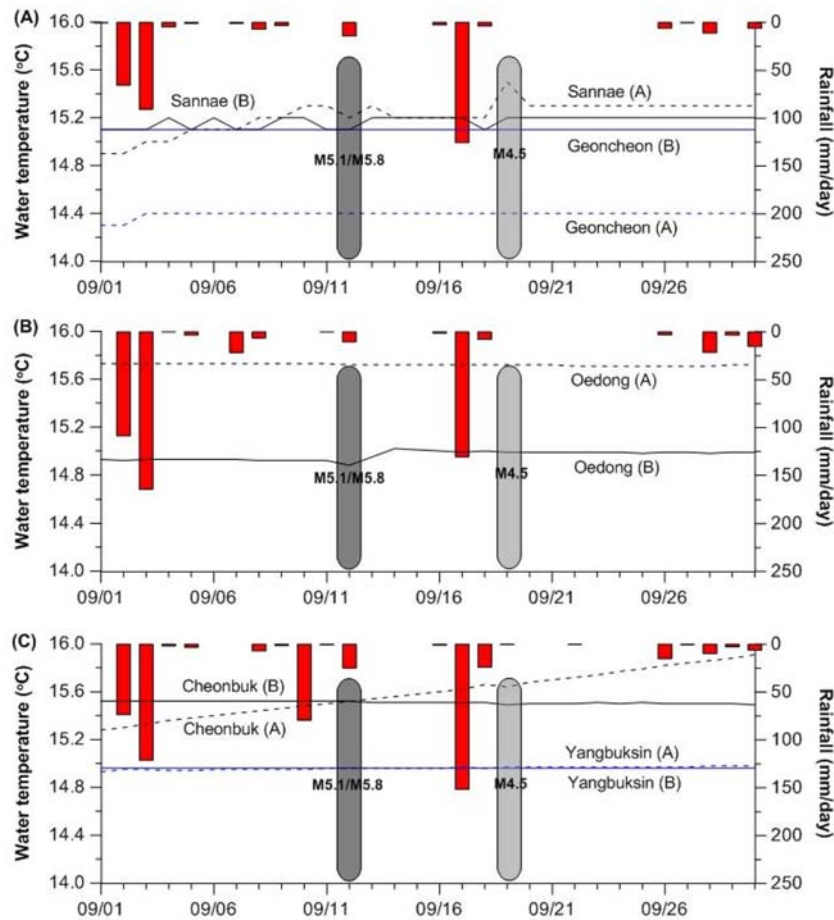 (A)
16.0
15.6
15.2
14.8
14.4
14.0
Water temperature (°C)
0
50
100
150
200
250
Rainfall (mm/day)
Sannae (B)
Sannae (A)
M5.1/M5.8
M4.5
Geoncheon (B)
Geoncheon (A)
09/01
09/06
09/11
09/16
09/21
09/26
(B)
16.0
15.6
15.2
14.8
14.4
14.0
Water temperature (°C)
0
50
100
150
200
250
Rainfall (mm/day)
Oedong (A)
M5.1/M5.8
M4.5
Oedong (B)
09/01
09/06
09/11
09/16
09/21
09/26
(C)
16.0
15.6
15.2
14.8
14.4
14.0
Water temperature (°C)
0
50
100
150
200
250
Rainfall (mm/day)
Cheonbuk (B)
Cheonbuk (A)
Yangbuksin (A)
M5.1/M5.8
M4.5
Yangbuksin (B)
09/01
09/06
09/11
09/16
09/21
09/26